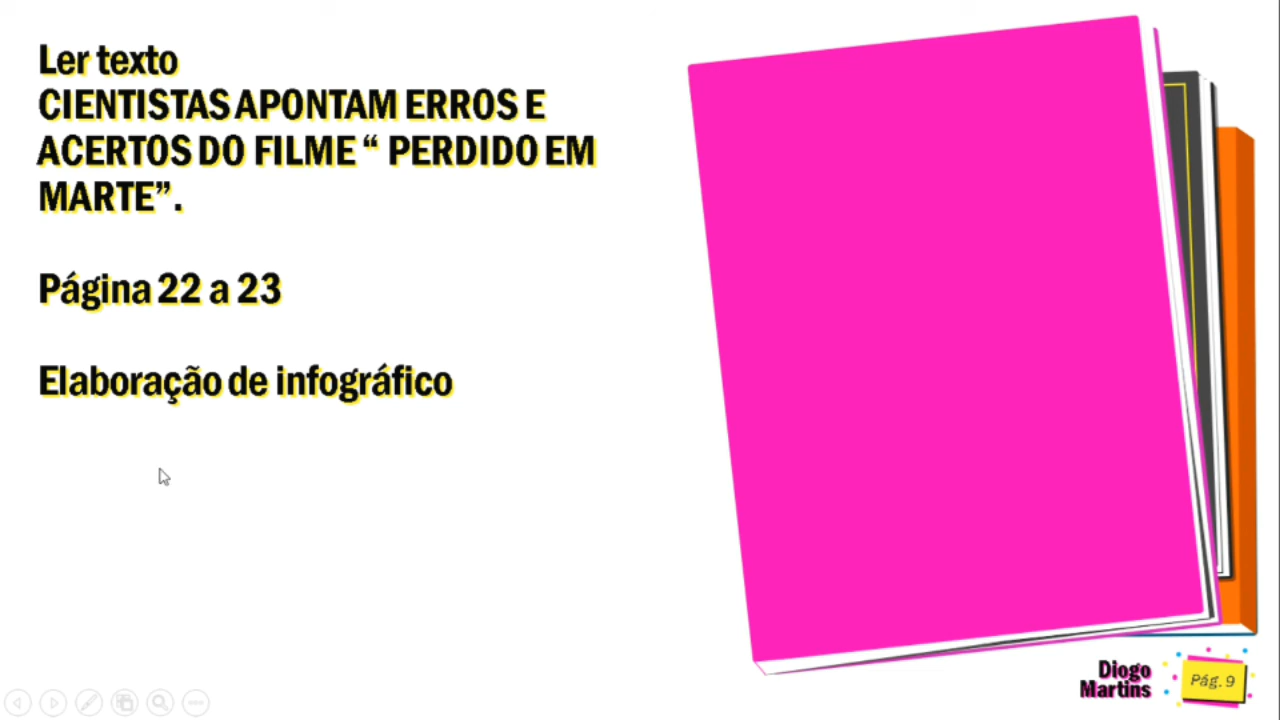 Ler texto
CIENTISTAS APONTAM ERROS E
ACERTOS DO FILME “ PERDIDO EM
MARTE”.
Página 22 a 23
Elaboração de infográfico
Diogo
Martins
Pág. 9